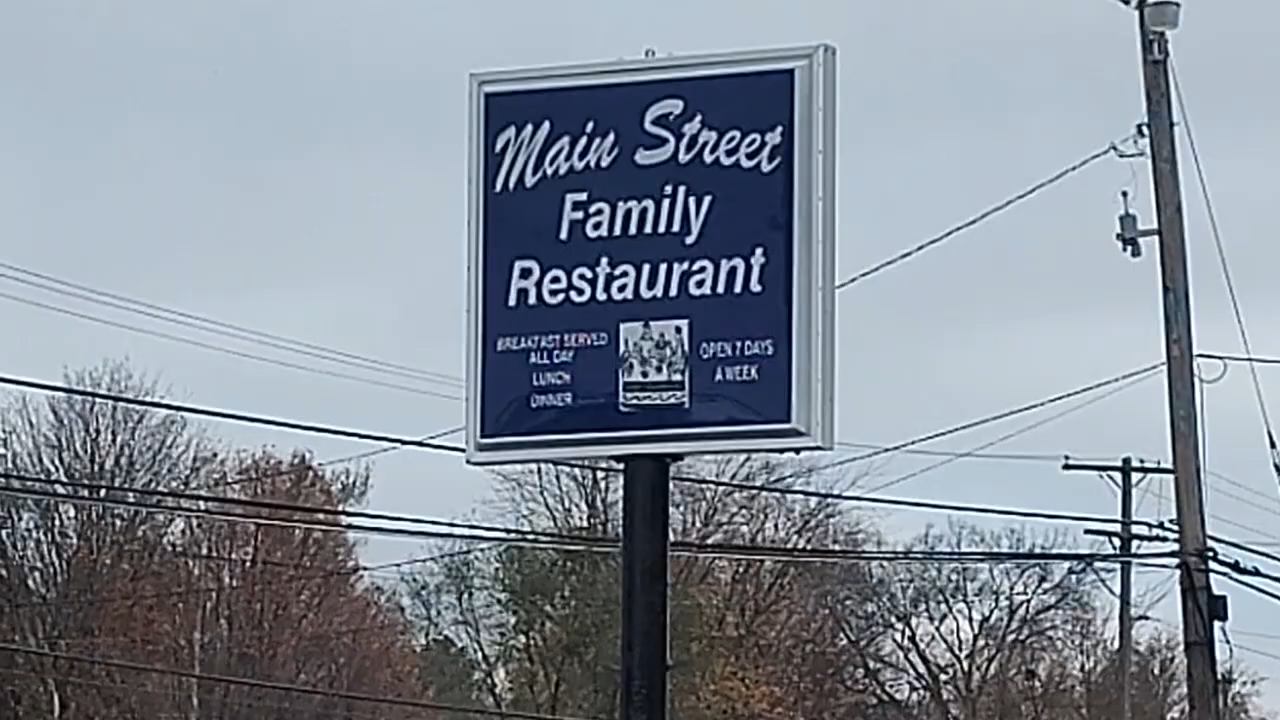 Main Street
Family
Restaurant
BREAKFAST SERVED
ALL DAY
LUNCH
DINNER
OPEN 7 DAYS
A WEEK